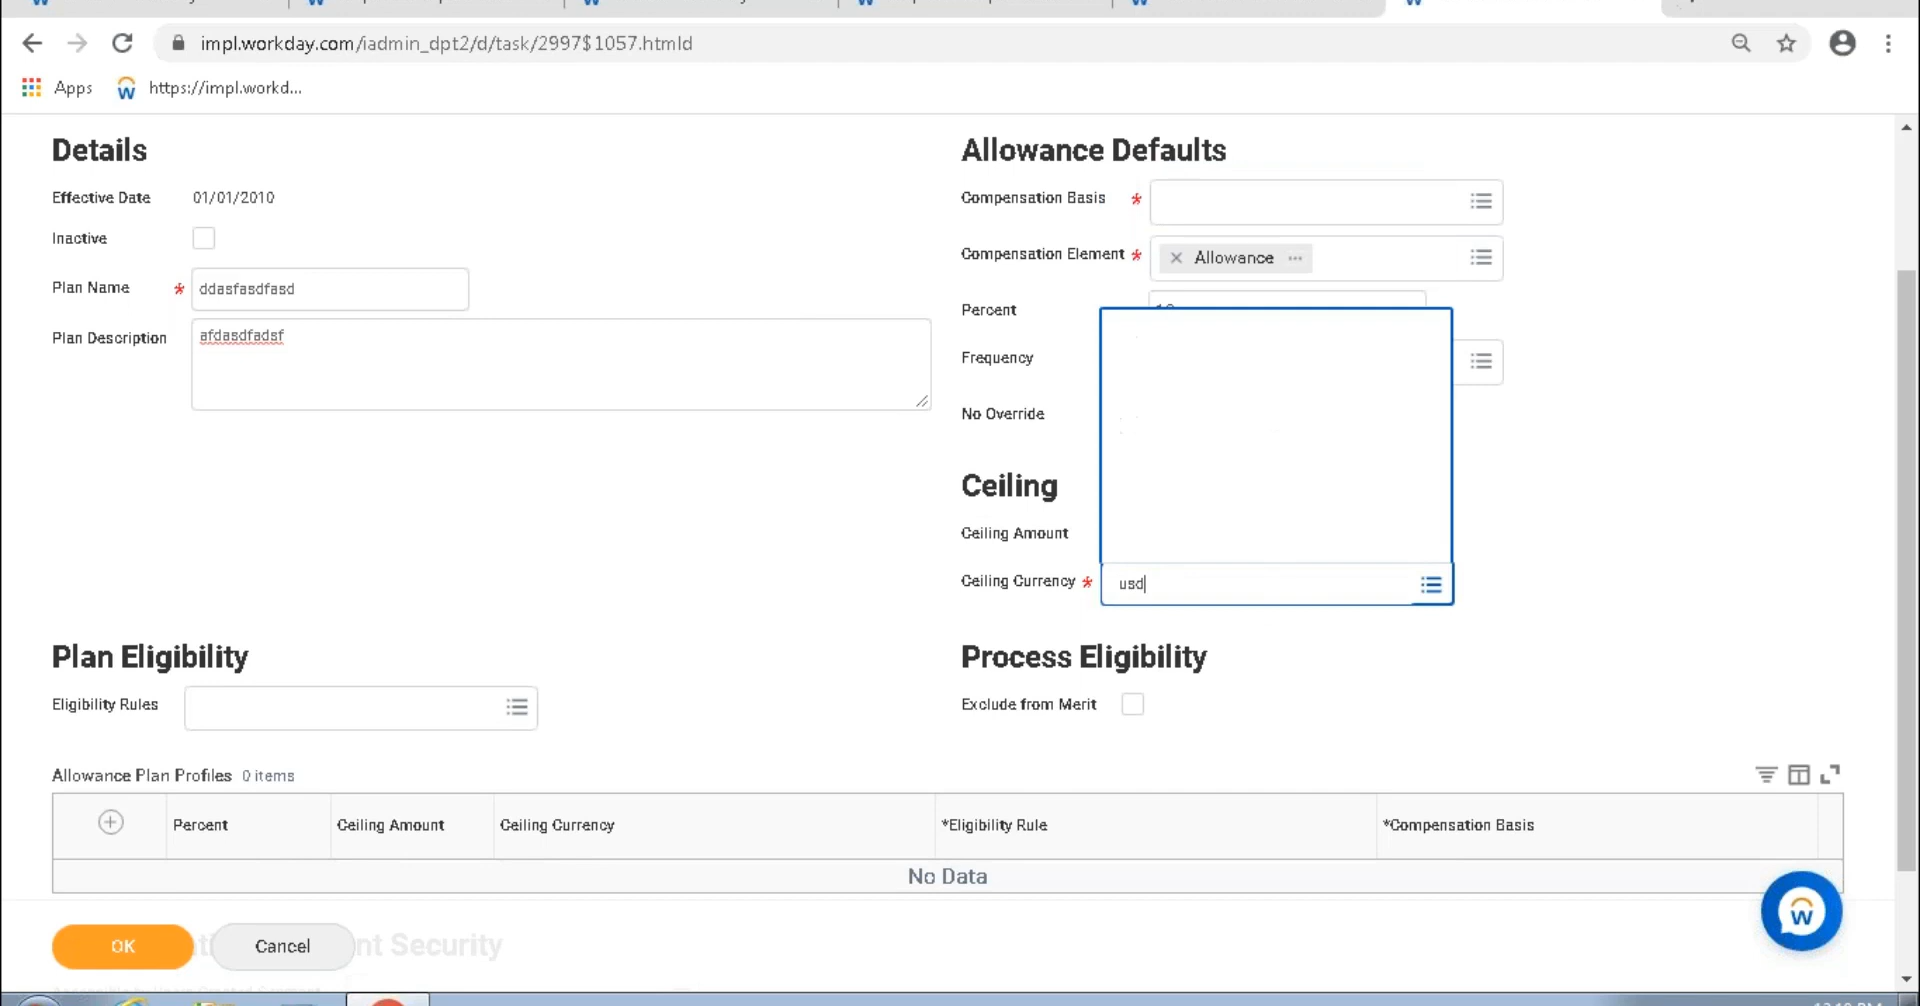 impl.workday.com/iadmin_dpt2/d/task/2997$1057.htmld
Apps
https://impl.workd...
Details
Effective Date 01/01/2010
Inactive
Plan Name * ddasfasdfasd
Plan Description afdasdfadsf
Allowance Defaults
Compensation Basis *
Compensation Element * × Allowance ...
Percent
Frequency
No Override
Ceiling
Ceiling Amount
Ceiling Currency * usd
Plan Eligibility
Eligibility Rules
Process Eligibility
Exclude from Merit
Allowance Plan Profiles 0 items
Percent Ceiling Amount Ceiling Currency *Eligibility Rule *Compensation Basis
No Data
OK Cancel nt Security